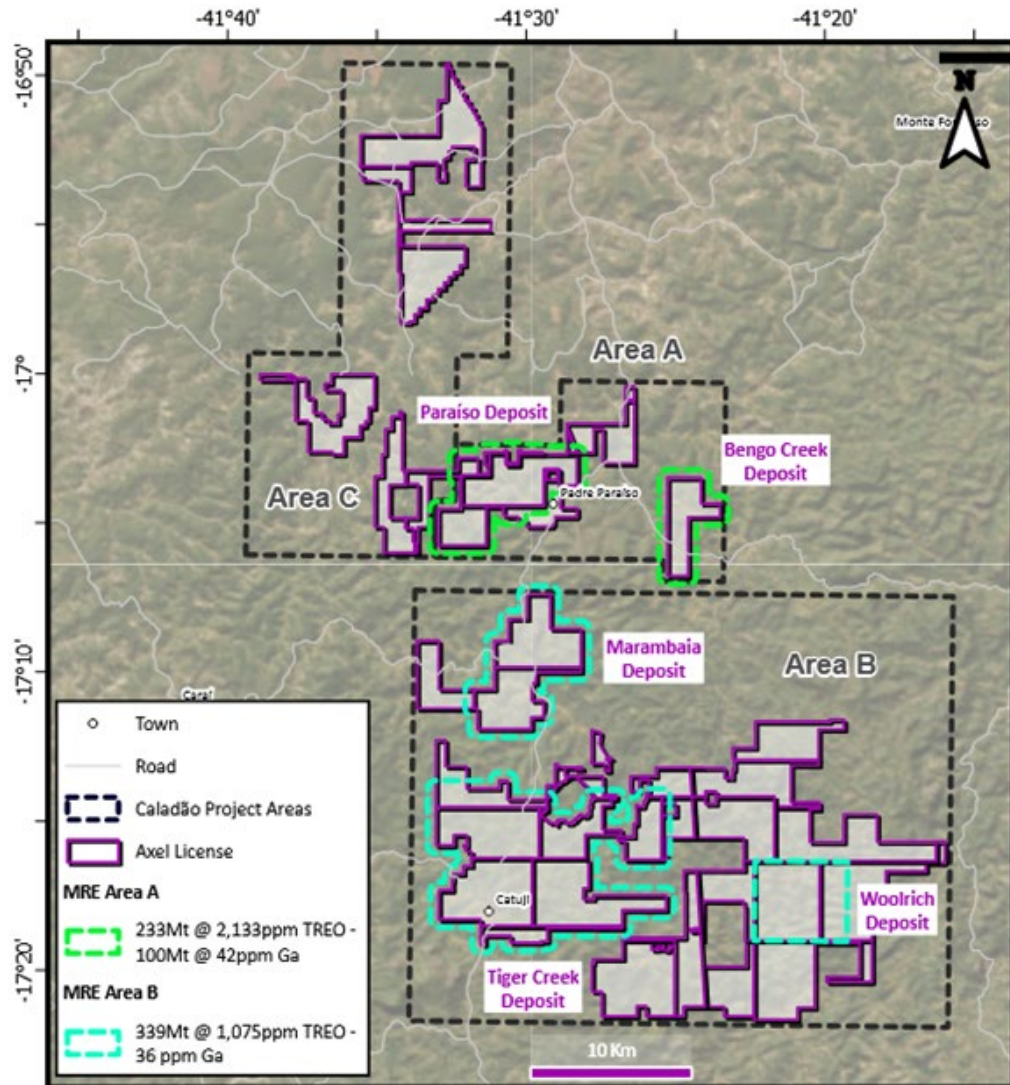 -41°40'
-41°30'
-41°20'
-16°50'
N
-17°
Area A
Paraíso Deposit
Bengo Creek
Deposit
Area C
Padre Paraíso
Marambaia
Deposit
Area B
-17°10'
Caraí
Town
Road
Caladão Project Areas
Axel License
MRE Area A
233Mt @ 2,133ppm TREO -
100Mt @ 42ppm Ga
MRE Area B
339Mt @ 1,075ppm TREO -
36 ppm Ga
Catuji
Woolrich
Deposit
-17°20'
Tiger Creek
Deposit
10 Km